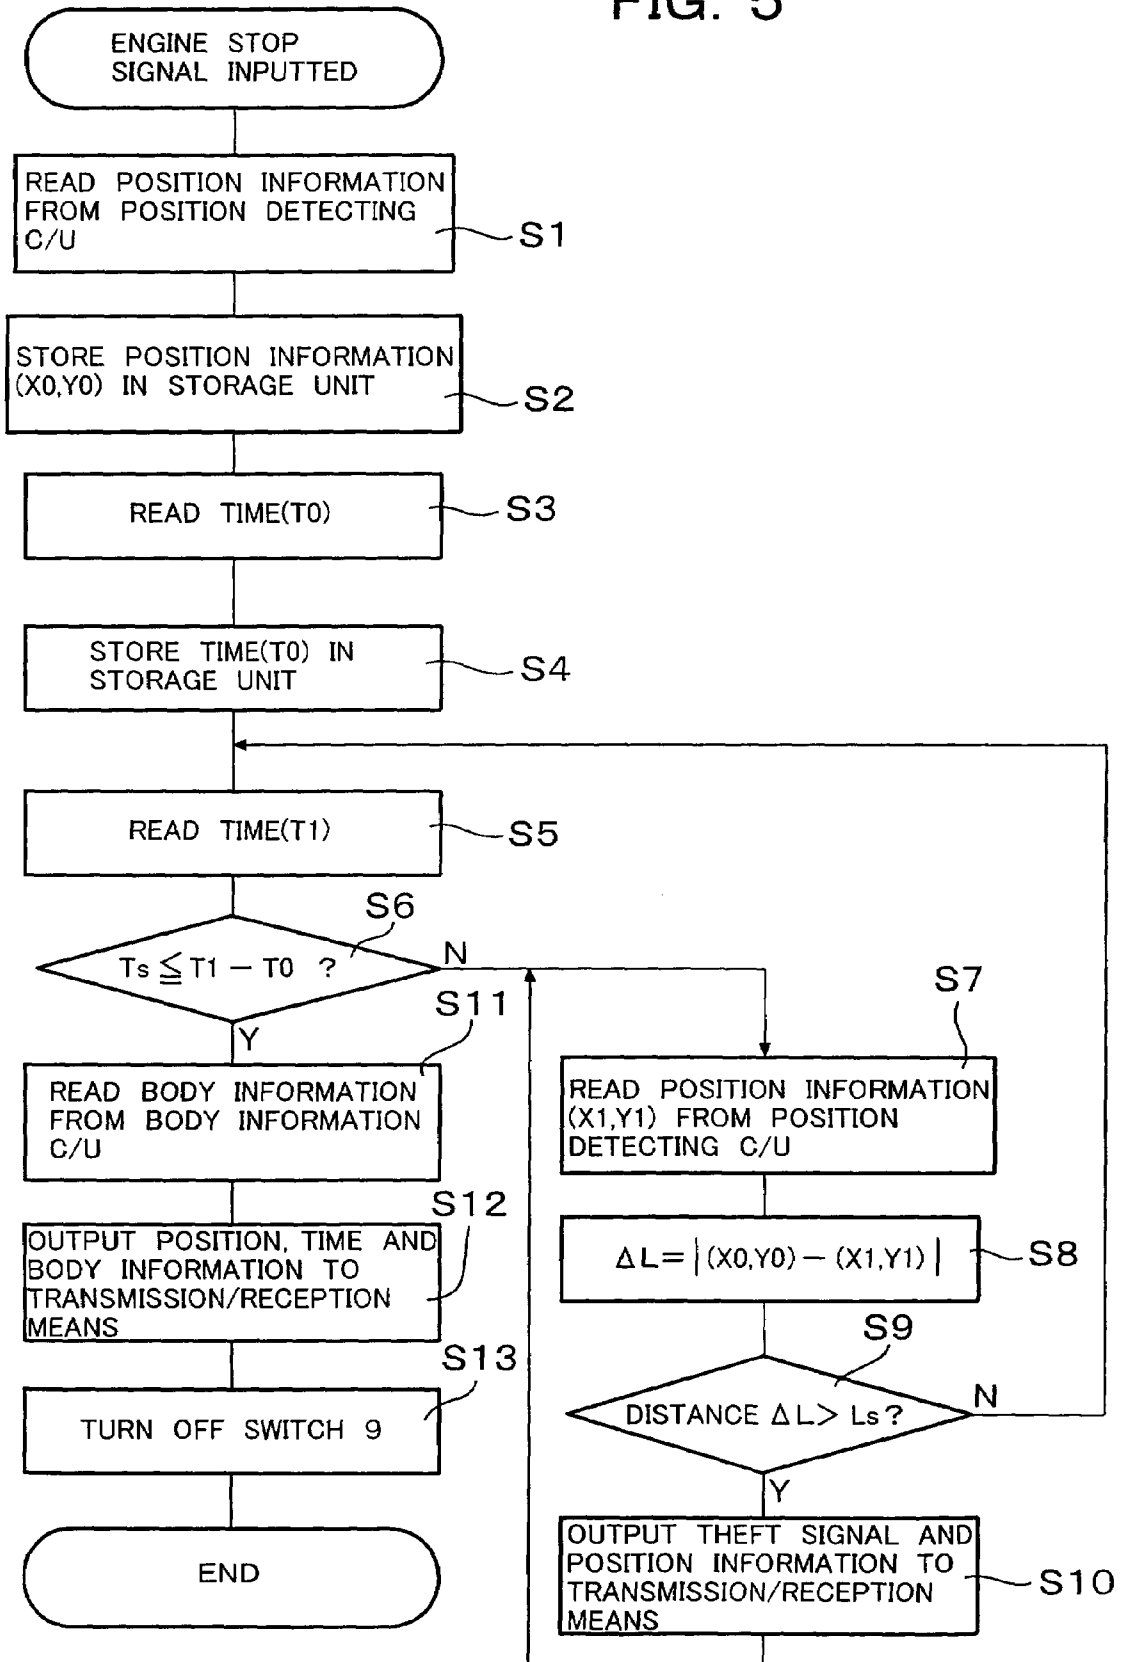 FIG. 5
ENGINE STOP
SIGNAL INPUTTED
READ POSITION INFORMATION
FROM POSITION DETECTING
C/U
S1
STORE POSITION INFORMATION
(X0,Y0) IN STORAGE UNIT
S2
READ TIME(T0)
S3
STORE TIME(T0) IN
STORAGE UNIT
S4
READ TIME(T1)
S5
S6
Ts ≦ T1 − T0 ?
N
Y
S11
READ BODY INFORMATION
FROM BODY INFORMATION
C/U
S12
OUTPUT POSITION, TIME AND
BODY INFORMATION TO
TRANSMISSION/RECEPTION
MEANS
S13
TURN OFF SWITCH 9
END
S7
READ POSITION INFORMATION
(X1,Y1) FROM POSITION
DETECTING C/U
ΔL= |(X0,Y0) − (X1,Y1)|
S8
S9
DISTANCE ΔL> Ls?
N
Y
OUTPUT THEFT SIGNAL AND
POSITION INFORMATION TO
TRANSMISSION/RECEPTION
MEANS
S10